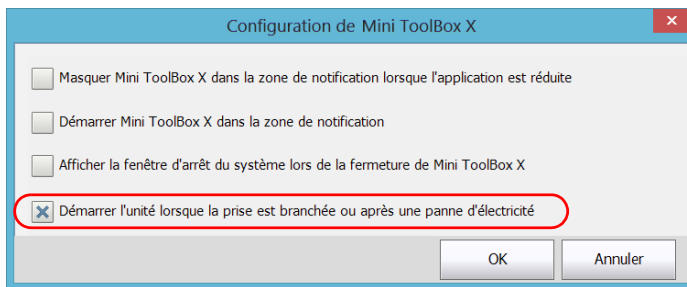 Configuration de Mini ToolBox X
Masquer Mini ToolBox X dans la zone de notification lorsque l'application est réduite
Démarrer Mini ToolBox X dans la zone de notification
Afficher la fenêtre d'arrêt du système lors de la fermeture de Mini ToolBox X
Démarrer l'unité lorsque la prise est branchée ou après une panne d'électricité
OK Annuler